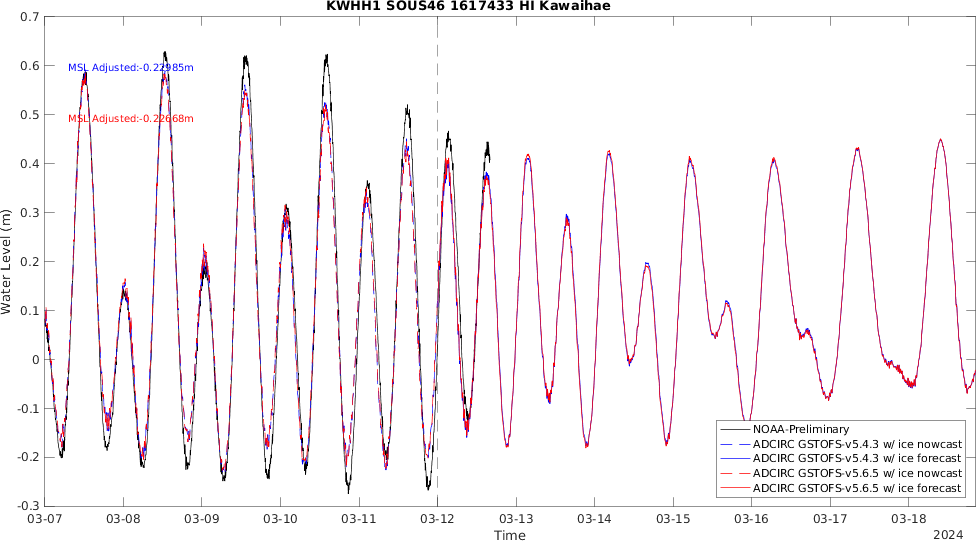 KWHH1 SOUS46 1617433 HI Kawaihae
MSL Adjusted:-0.22985m
MSL Adjusted:-0.22668m
Water Level (m)
0.7
0.6
0.5
0.4
0.3
0.2
0.1
0
-0.1
-0.2
-0.3
NOAA-Preliminary
ADCIRC GSTOFS-v5.4.3 w/ ice nowcast
ADCIRC GSTOFS-v5.4.3 w/ ice forecast
ADCIRC GSTOFS-v5.6.5 w/ ice nowcast
ADCIRC GSTOFS-v5.6.5 w/ ice forecast
03-07 03-08 03-09 03-10 03-11 03-12 03-13 03-14 03-15 03-16 03-17 03-18
Time
2024